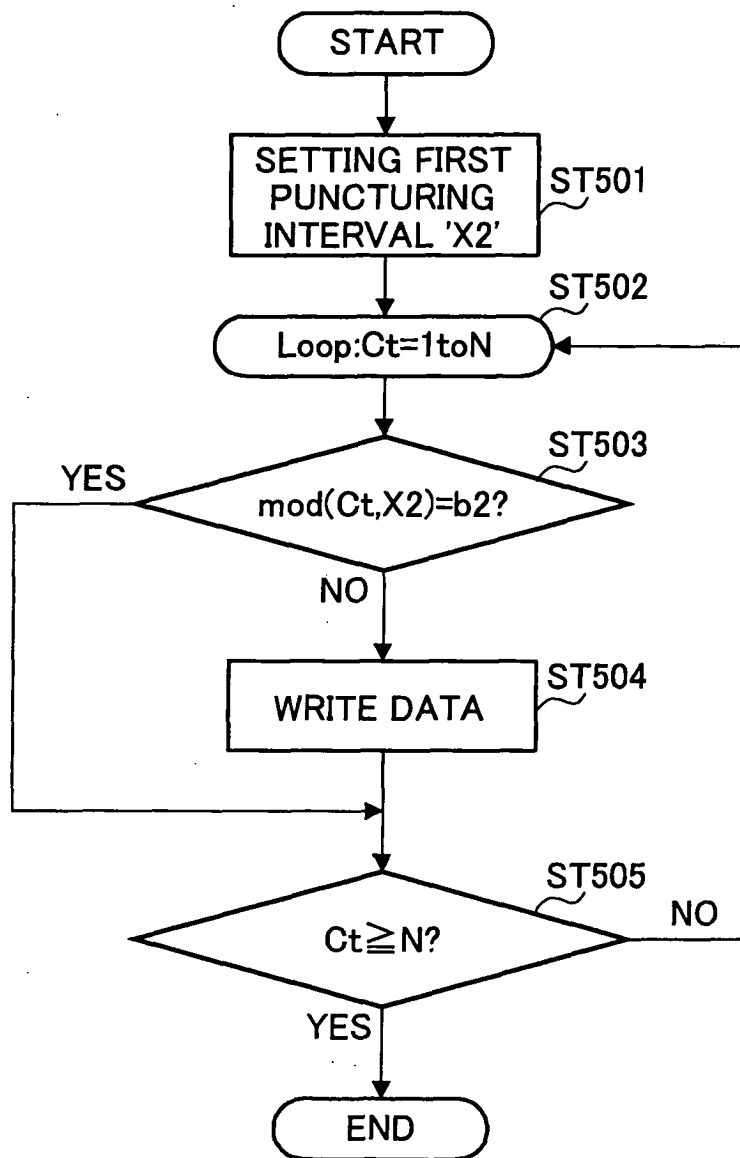 START
SETTING FIRST
PUNCTURING
INTERVAL 'X2'
ST501
ST502
Loop:Ct=1toN
ST503
YES
mod(Ct,X2)=b2?
NO
ST504
WRITE DATA
ST505
NO
Ct≧N?
YES
END